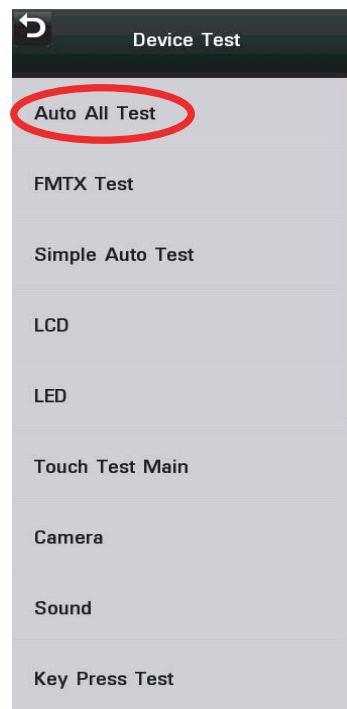 Device Test
Auto All Test
FMTX Test
Simple Auto Test
LCD
LED
Touch Test Main
Camera
Sound
Key Press Test